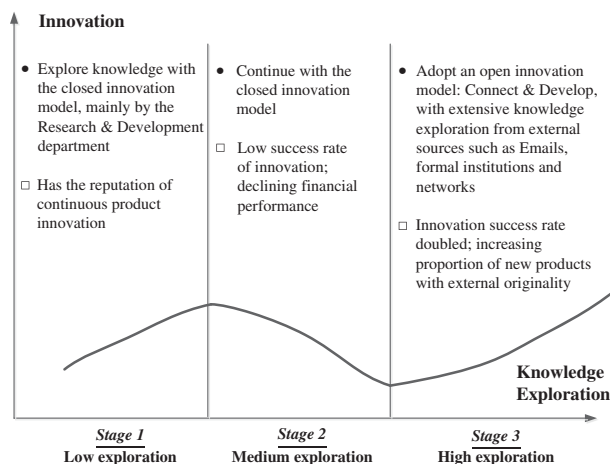 Innovation
● Explore knowledge with
the closed innovation
model, mainly by the
Research & Development
department
□ Has the reputation of
continuous product
innovation
● Continue with the
closed innovation
model
□ Low success rate
of innovation;
declining financial
performance
● Adopt an open innovation
model: Connect & Develop,
with extensive knowledge
exploration from external
sources such as Emails,
formal institutions and
networks
□ Innovation success rate
doubled; increasing
proportion of new products
with external originality
Knowledge
Exploration
Stage 1
Low exploration
Stage 2
Medium exploration
Stage 3
High exploration